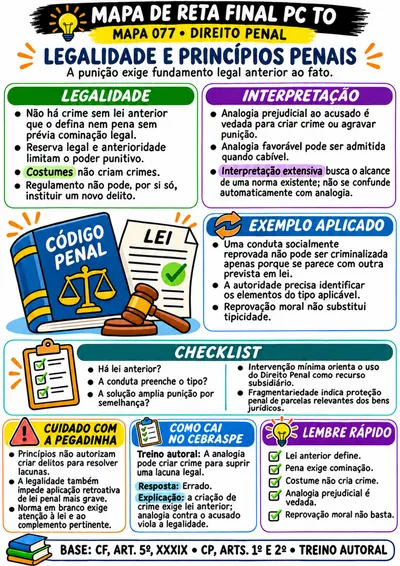 MAPA DE RETA FINAL PC TO
MAPA 077 • DIREITO PENAL
LEGALIDADE E PRINCÍPIOS PENAIS
A punição exige fundamento legal anterior ao fato.
LEGALIDADE
• Não há crime sem lei anterior
que o defina nem pena sem
prévia cominação legal.
• Reserva legal e anterioridade
limitam o poder punitivo.
• Costumes não criam crimes.
• Regulamento não pode, por si só,
instituir um novo delito.
INTERPRETAÇÃO
• Analogia prejudicial ao acusado é
vedada para criar crime ou agravar
punição.
• Analogia favorável pode ser admitida
quando cabível.
• Interpretação extensiva busca o alcance
de uma norma existente; não se confunde
automaticamente com analogia.
CÓDIGO
PENAL
LEI
EXEMPLO APLICADO
• Uma conduta socialmente
reprovada não pode ser criminalizada
apenas porque se parece com outra
prevista em lei.
• A autoridade precisa identificar
os elementos do tipo aplicável.
• Reprovação moral não substitui
tipicidade.
CHECKLIST
• Há lei anterior?
• A conduta preenche o tipo?
• A solução amplia punição por
semelhança?
• Intervenção mínima orienta o uso
do Direito Penal como recurso
subsidiário.
• Fragmentariedade indica proteção
penal de parcelas relevantes dos bens
jurídicos.
CUIDADO COM
A PEGADINHA
• Princípios não autorizam
criar delitos para resolver
lacunas.
• A legalidade também
impede aplicação retroativa
de lei penal mais grave.
• Norma em branco exige
atenção à lei e ao
complemento pertinente.
COMO CAI
NO CEBRASPE
Treino autoral: A analogia
pode criar crime para suprir
uma lacuna legal.
Resposta: Errado.
Explicação: a criação de
crime exige lei anterior;
analogia contra o acusado
viola a legalidade.
LEMBRE RÁPIDO
Lei anterior define.
Pena exige cominação.
Costume não cria crime.
Analogia prejudicial é
vedada.
Reprovação moral não basta.
BASE: CF, ART. 5º, XXXIX • CP, ARTS. 1º E 2º • TREINO AUTORAL